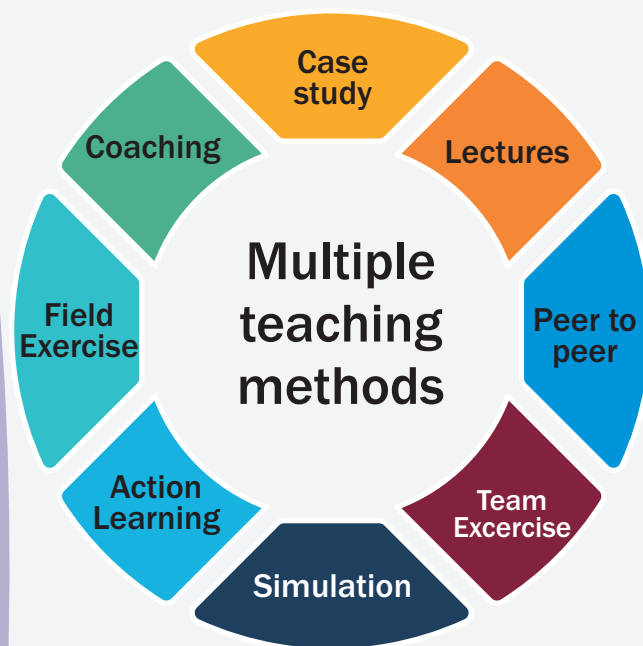 Case
study
Lectures
Peer to
peer
Team
Excercise
Simulation
Action
Learning
Field
Exercise
Coaching
Multiple
teaching
methods